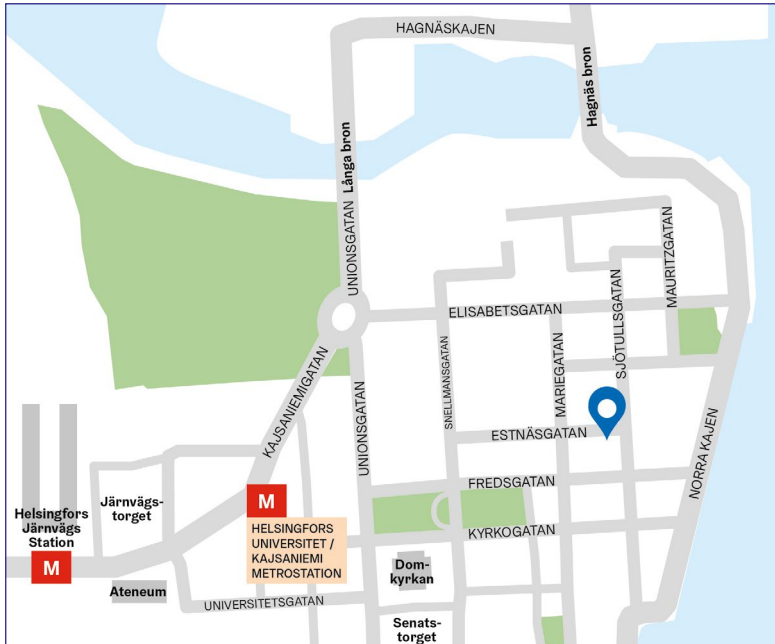 HAGNÄSKAJEN
Hagnäs bron
Långa bron
UNIONSGATAN
MAURITZGATAN
ELISABETSGATAN
SJÖTULLSGATAN
SNELLMANSGATAN
MARIEGATAN
KAJSANIEMIGATAN
UNIONSGATAN
ESTNÄSGATAN
NORRA KAJEN
FREDSGATAN
M
Järnvägs-
torget
Helsingfors
Järnvägs
Station
M
HELSINGFORS
UNIVERSITET /
KAJSANIEMI
METROSTATION
KYRKOGATAN
Dom-
kyrkan
Ateneum
UNIVERSITETSGATAN
Senats-
torget